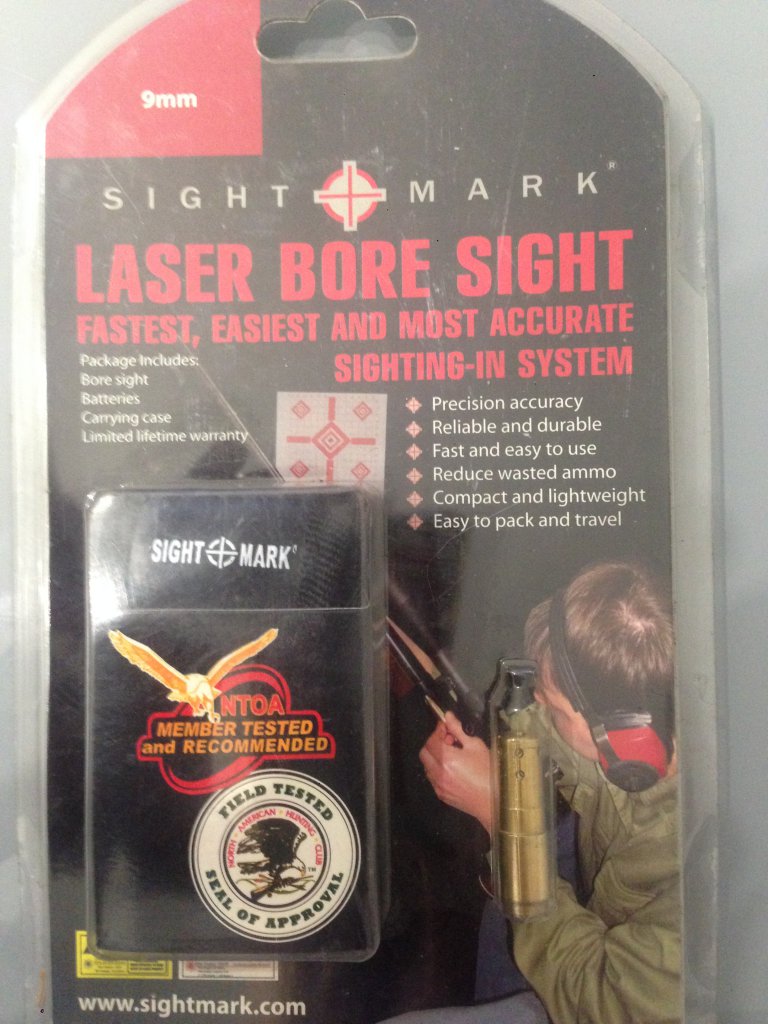 9mm
SIGHT MARK®
LASER BORE SIGHT
FASTEST, EASIEST AND MOST ACCURATE
SIGHTING-IN SYSTEM
Package Includes:
Bore sight
Batteries
Carrying case
Limited lifetime warranty
Precision accuracy
Reliable and durable
Fast and easy to use
Reduce wasted ammo
Compact and lightweight
Easy to pack and travel
SIGHT MARK®
NTOA
MEMBER TESTED
and RECOMMENDED
FIELD TESTED
NORTH • AMERICAN • HUNTING • CLUB
TM
SEAL OF APPROVAL
www.sightmark.com